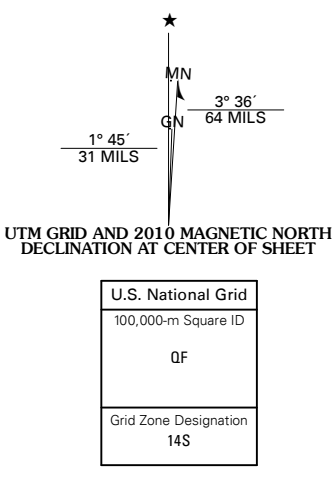 MN
3° 36´
64 MILS
GN
1° 45´
31 MILS
UTM GRID AND 2010 MAGNETIC NORTH
DECLINATION AT CENTER OF SHEET
U.S. National Grid
100,000-m Square ID
QF
Grid Zone Designation
14S